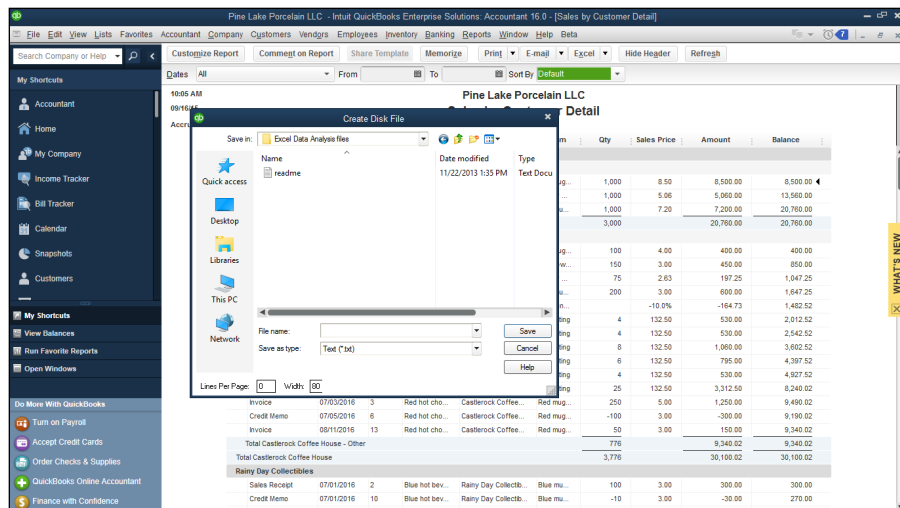 qb Pine Lake Porcelain LLC - Intuit QuickBooks Enterprise Solutions: Accountant 16.0 - [Sales by Customer Detail]
File Edit View Lists Favorites Accountant Company Customers Vendors Employees Inventory Banking Reports Window Help Beta 7
Search Company or Help
Customize Report Comment on Report Share Template Memorize Print E-mail Excel Hide Header Refresh
Dates All From To Sort By Default
My Shortcuts
Accountant
Home
My Company
Income Tracker
Bill Tracker
Calendar
Snapshots
Customers
My Shortcuts
View Balances
Run Favorite Reports
Open Windows
Do More With QuickBooks
Turn on Payroll
Accept Credit Cards
Order Checks & Supplies
QuickBooks Online Accountant
Finance with Confidence
10:05 AM Pine Lake Porcelain LLC
Detail
qb Create Disk File
Save in: Excel Data Analysis files
Name Date modified Type
readme 11/22/2013 1:35 PM Text Docu
Quick access
Desktop
Libraries
This PC
Network
File name: Save
Save as type: Text (*.txt) Cancel
Help
Lines Per Page: 0 Width: 80
Qty Sales Price Amount Balance
1,000 8.50 8,500.00 8,500.00
1,000 5.06 5,060.00 13,560.00
1,000 7.20 7,200.00 20,760.00
3,000 20,760.00 20,760.00
100 4.00 400.00 400.00
150 3.00 450.00 850.00
75 2.63 197.25 1,047.25
200 3.00 600.00 1,647.25
-10.0% -164.73 1,482.52
4 132.50 530.00 2,012.52
4 132.50 530.00 2,542.52
8 132.50 1,060.00 3,602.52
6 132.50 795.00 4,397.52
4 132.50 530.00 4,927.52
25 132.50 3,312.50 8,240.02
Invoice 07/03/2016 3 Red hot cho... Castlerock Coffee... Red mug... 250 5.00 1,250.00 9,490.02
Credit Memo 07/05/2016 6 Red hot cho... Castlerock Coffee... Red mug... -100 3.00 -300.00 9,190.02
Invoice 08/11/2016 13 Red hot cho... Castlerock Coffee... Red mug... 50 3.00 150.00 9,340.02
Total Castlerock Coffee House - Other 776 9,340.02 9,340.02
Total Castlerock Coffee House 3,776 30,100.02 30,100.02
Rainy Day Collectibles
Sales Receipt 07/01/2016 2 Blue hot bev... Rainy Day Collectib... Blue mu... 100 3.00 300.00 300.00
Credit Memo 07/01/2016 10 Blue hot bev... Rainy Day Collectib... Blue mu... -10 3.00 -30.00 270.00
WHAT'S NEW